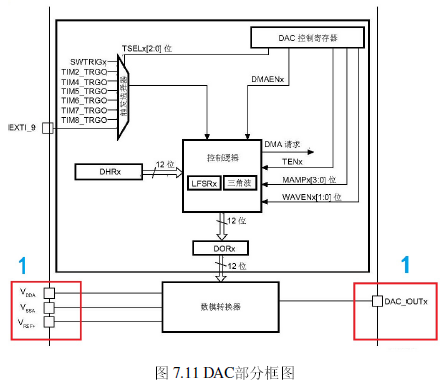 DAC 控制寄存器
TSELx[2:0] 位
SWTRIGx
TIM2_TRGO
TIM4_TRGO
TIM5_TRGO
TIM6_TRGO
TIM7_TRGO
TIM8_TRGO
DMAENx
IEXTI_9
控制逻辑
DMA 请求
TENx
DHRx
12 位
LFSRx
三角波
MAMPx[3:0] 位
WAVENx[1:0] 位
12 位
DORx
12 位
1
1
VDDA
VSSA
VREF+
数模转换器
DAC_IOUTx
图 7.11 DAC部分框图